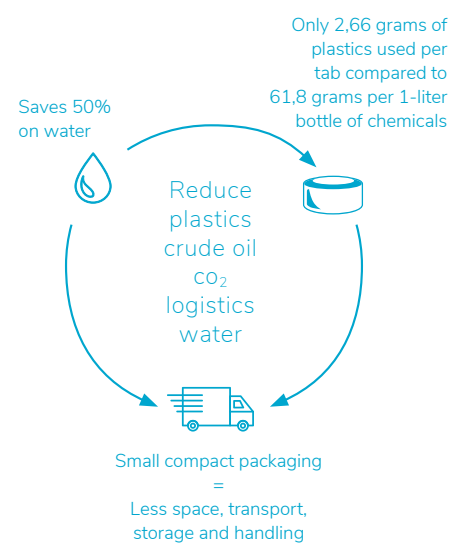 Only 2,66 grams of
plastics used per
tab compared to
61,8 grams per 1-liter
bottle of chemicals
Saves 50%
on water
Reduce
plastics
crude oil
co₂
logistics
water
Small compact packaging
=
Less space, transport,
storage and handling